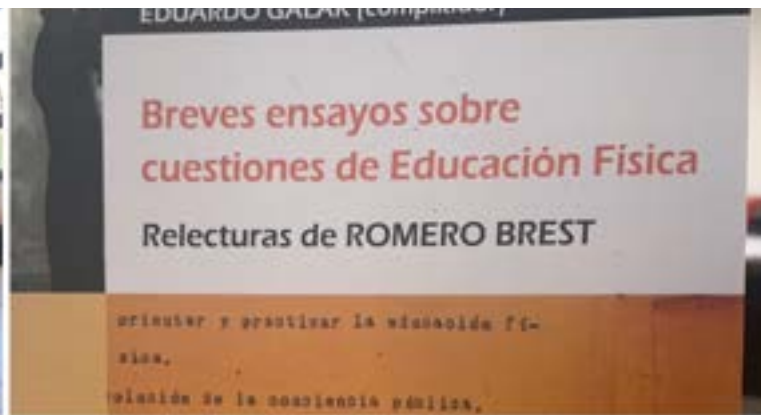 EDUARDO GALAK (compilador)
Breves ensayos sobre
cuestiones de Educación Física
Relecturas de ROMERO BREST
y practicar la educación fí-
sica,
de la conciencia pública,